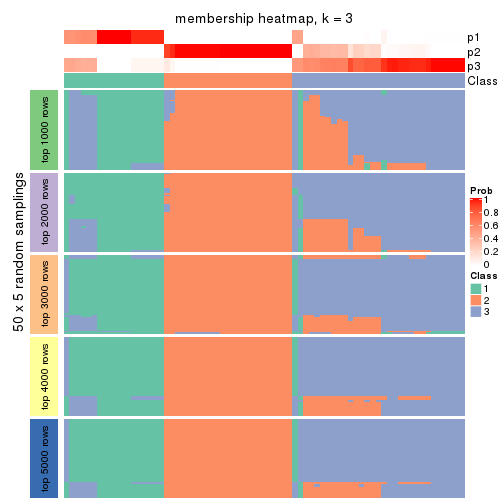 membership heatmap, k = 3
p1
p2
p3
Class
50 x 5 random samplings
top 1000 rows
top 2000 rows
top 3000 rows
top 4000 rows
top 5000 rows
Prob
1
0.8
0.6
0.4
0.2
0
Class
1
2
3